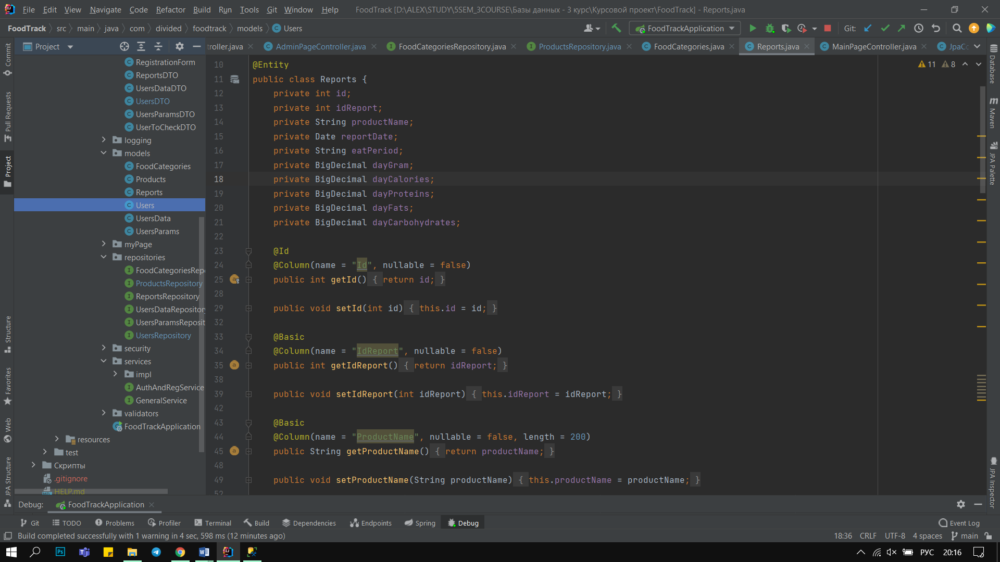 File Edit View Navigate Code Refactor Build Run Tools Git Window Help FoodTrack [D:\ALEX\STUDY\5SEM_3COURSE\Базы данных - 3 курс\Курсовой проект\FoodTrack] - Reports.java
FoodTrack src main java com divided foodtrack models Users FoodTrackApplication Git:
Project troller.java AdminPageController.java FoodCategoriesRepository.java ProductsRepository.java FoodCategories.java Reports.java MainPageController.java JpaC
Commit
Pull Requests
Project
Structure
Favorites
Web
JPA Structure
RegistrationForm
ReportsDTO
UsersDataDTO
UsersDTO
UsersParamsDTO
UserToCheckDTO
logging
models
FoodCategories
Products
Reports
Users
UsersData
UsersParams
myPage
repositories
FoodCategoriesRepo
ProductsRepository
ReportsRepository
UsersDataRepository
UsersParamsReposit
UsersRepository
security
services
impl
AuthAndRegService
GeneralService
validators
FoodTrackApplication
resources
test
Скрипты
.gitignore
HELP.md
11 8
10 @Entity
11 public class Reports {
12 private int id;
13 private int idReport;
14 private String productName;
15 private Date reportDate;
16 private String eatPeriod;
17 private BigDecimal dayGram;
18 private BigDecimal dayCalories;
19 private BigDecimal dayProteins;
20 private BigDecimal dayFats;
21 private BigDecimal dayCarbohydrates;
22
23 @Id
24 @Column(name = "Id", nullable = false)
25 public int getId() { return id; }
28
29 public void setId(int id) { this.id = id; }
32
33 @Basic
34 @Column(name = "IdReport", nullable = false)
35 public int getIdReport() { return idReport; }
38
39 public void setIdReport(int idReport) { this.idReport = idReport; }
42
43 @Basic
44 @Column(name = "ProductName", nullable = false, length = 200)
45 public String getProductName() { return productName; }
48
49 public void setProductName(String productName) { this.productName = productName; }
52
Database
Maven
JPA Palette
JPA Inspector
Debug: FoodTrackApplication
Git TODO Problems Profiler Terminal Build Dependencies Endpoints Spring Debug Event Log
Build completed successfully with 1 warning in 4 sec, 598 ms (12 minutes ago) 18:36 CRLF UTF-8 4 spaces main
РУС 20:16